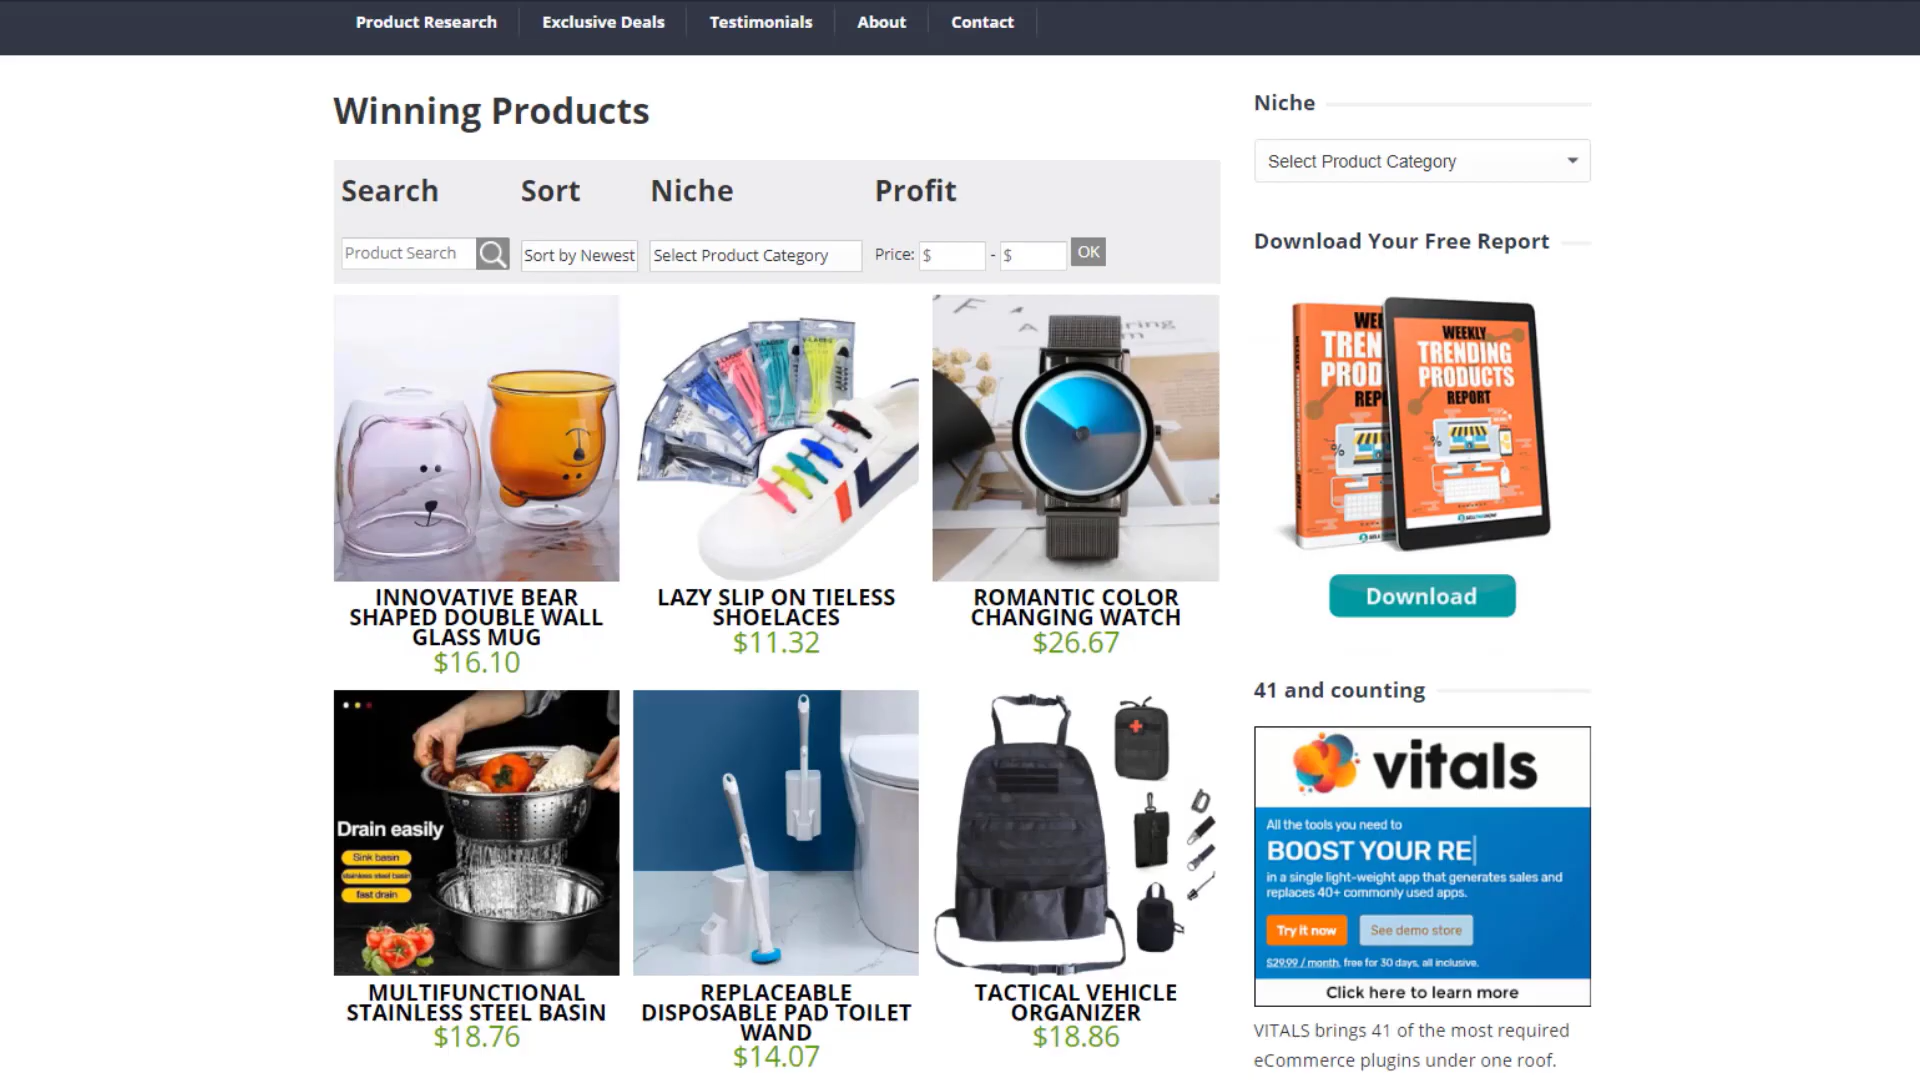 Product Research
Exclusive Deals
Testimonials
About
Contact
Winning Products
Search
Sort
Niche
Profit
Product Search
Sort by Newest
Select Product Category
Price: $ - $ OK
INNOVATIVE BEAR
SHAPED DOUBLE WALL
GLASS MUG
$16.10
LAZY SLIP ON TIELESS
SHOELACES
$11.32
ROMANTIC COLOR
CHANGING WATCH
$26.67
Drain easily
Sink basin
stainless steel basin
fast drain
MULTIFUNCTIONAL
STAINLESS STEEL BASIN
$18.76
REPLACEABLE
DISPOSABLE PAD TOILET
WAND
$14.07
TACTICAL VEHICLE
ORGANIZER
$18.86
Niche
Select Product Category
Download Your Free Report
WEEKLY
TRENDING
PRODUCTS
REPORT
Download
41 and counting
vitals
All the tools you need to
BOOST YOUR RE
in a single light-weight app that generates sales and
replaces 40+ commonly used apps.
Try it now
See demo store
$29.99 / month, free for 30 days, all inclusive.
Click here to learn more
VITALS brings 41 of the most required
eCommerce plugins under one roof.